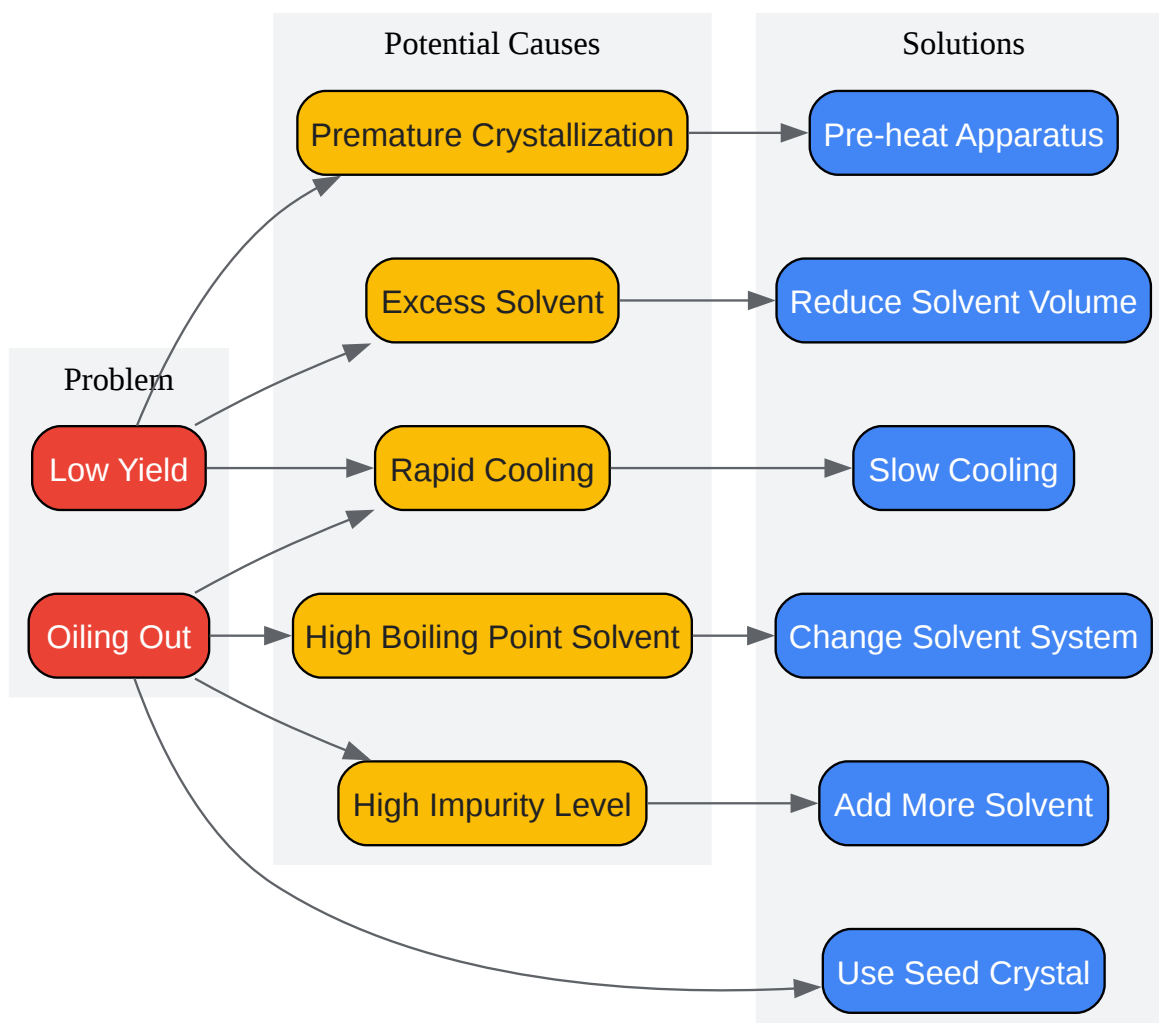 Potential Causes
Solutions
Premature Crystallization
Pre-heat Apparatus
Excess Solvent
Reduce Solvent Volume
Problem
Low Yield
Rapid Cooling
Slow Cooling
Oiling Out
High Boiling Point Solvent
Change Solvent System
High Impurity Level
Add More Solvent
Use Seed Crystal